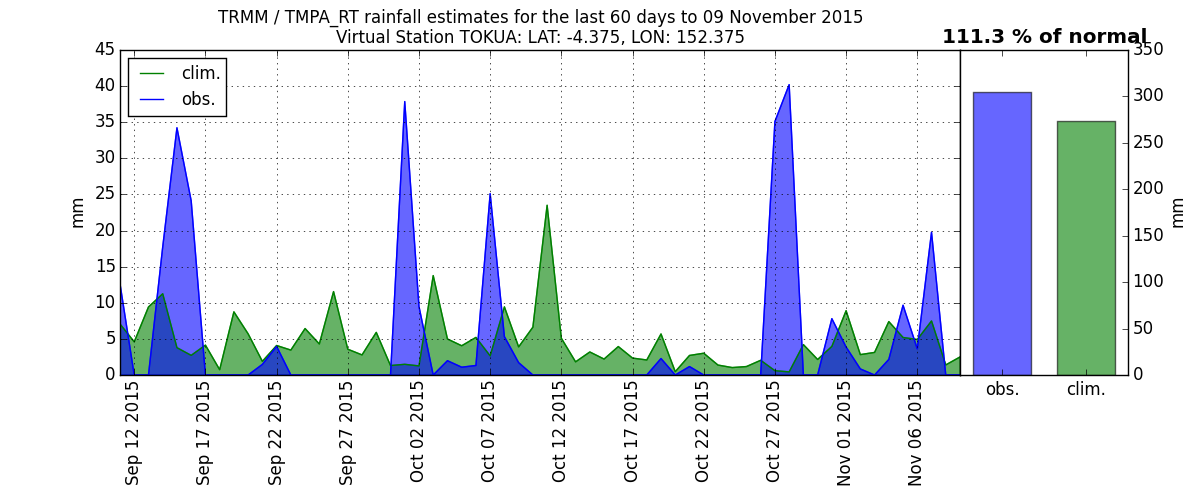 TRMM / TMPA_RT rainfall estimates for the last 60 days to 09 November 2015
Virtual Station TOKUA: LAT: -4.375, LON: 152.375
111.3 % of normal
clim.
obs.
mm
45
40
35
30
25
20
15
10
5
0
Sep 12 2015
Sep 17 2015
Sep 22 2015
Sep 27 2015
Oct 02 2015
Oct 07 2015
Oct 12 2015
Oct 17 2015
Oct 22 2015
Oct 27 2015
Nov 01 2015
Nov 06 2015
350
300
250
200
150
100
50
0
mm
obs.
clim.